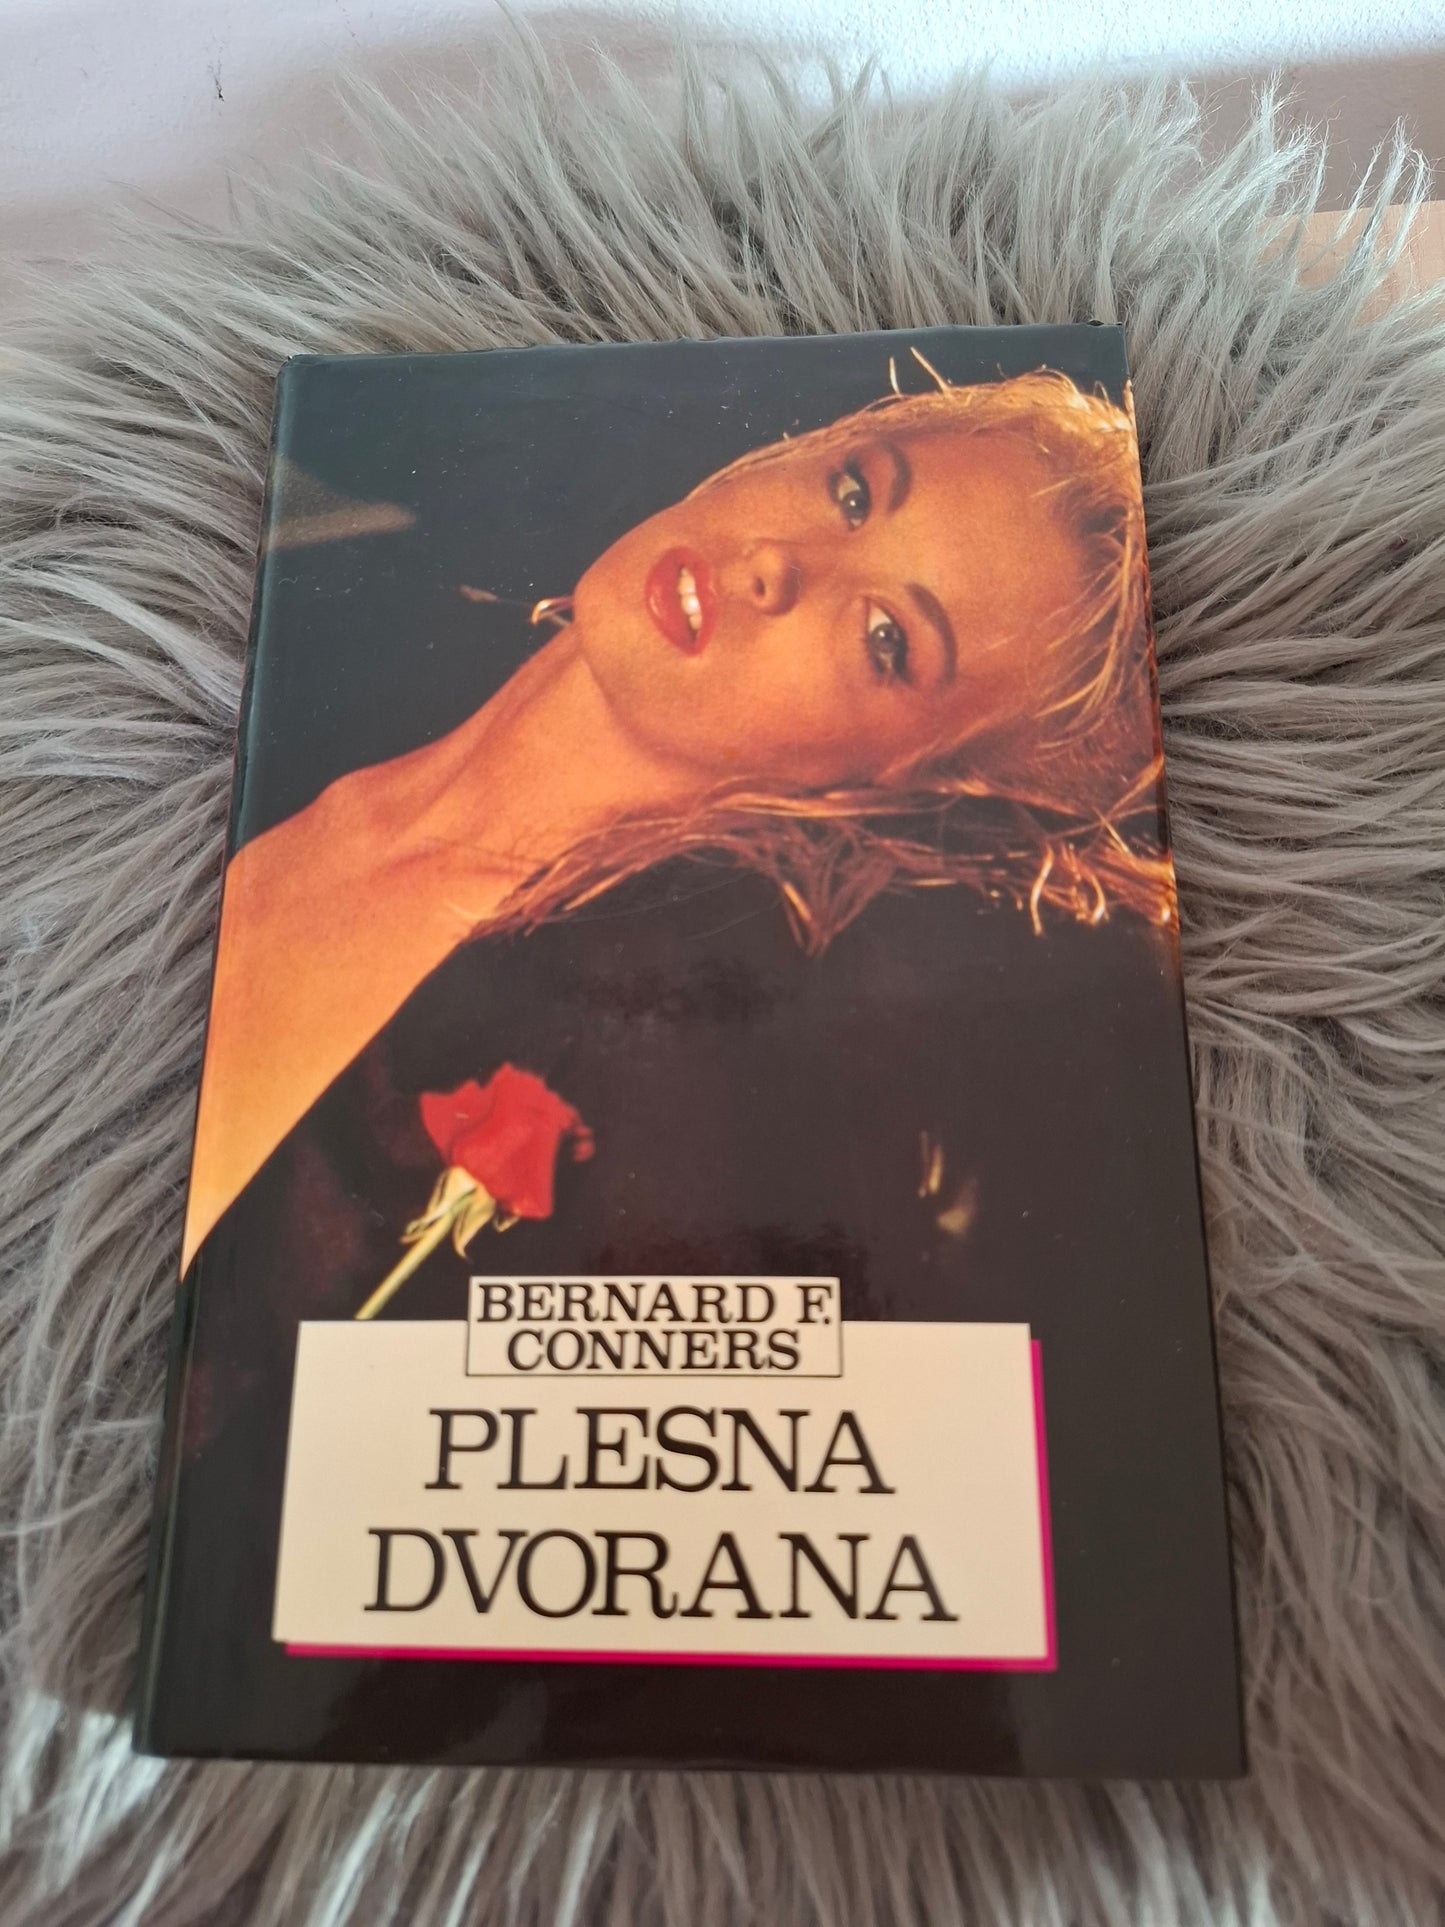 BERNARD F.
CONNERS
PLESNA
DVORANA